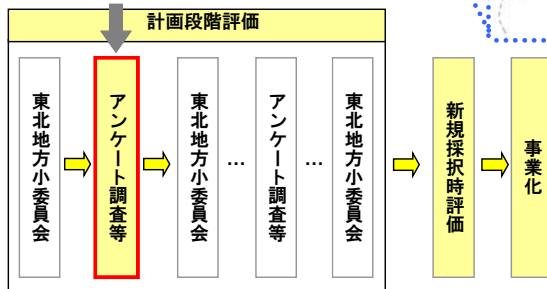 計画段階評価
東北地方小委員会
アンケート調査等
東北地方小委員会
…
アンケート調査等
…
東北地方小委員会
新規採択時評価
事業化